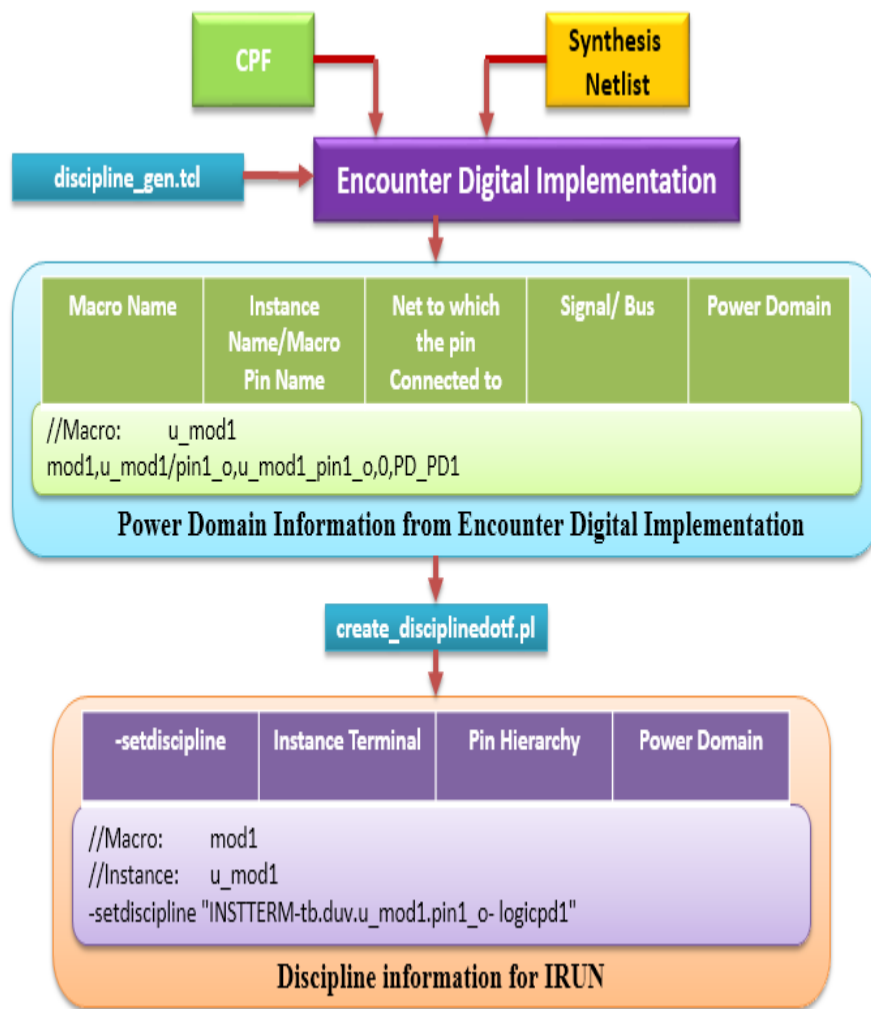 CPF
Synthesis
Netlist
discipline_gen.tcl
Encounter Digital Implementation
Macro Name
Instance
Name/Macro
Pin Name
Net to which
the pin
Connected to
Signal/ Bus
Power Domain
//Macro: u_mod1
mod1,u_mod1/pin1_o,u_mod1_pin1_o,0,PD_PD1
Power Domain Information from Encounter Digital Implementation
create_disciplinedotf.pl
-setdiscipline
Instance Terminal
Pin Hierarchy
Power Domain
//Macro: mod1
//Instance: u_mod1
-setdiscipline "INSTTERM-tb.duv.u_mod1.pin1_o- logicpd1"
Discipline information for IRUN